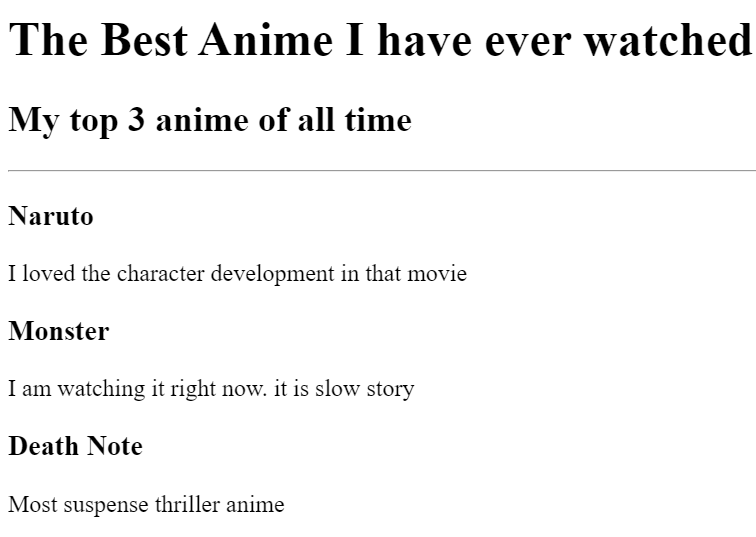 The Best Anime I have ever watched
My top 3 anime of all time
Naruto
I loved the character development in that movie
Monster
I am watching it right now. it is slow story
Death Note
Most suspense thriller anime